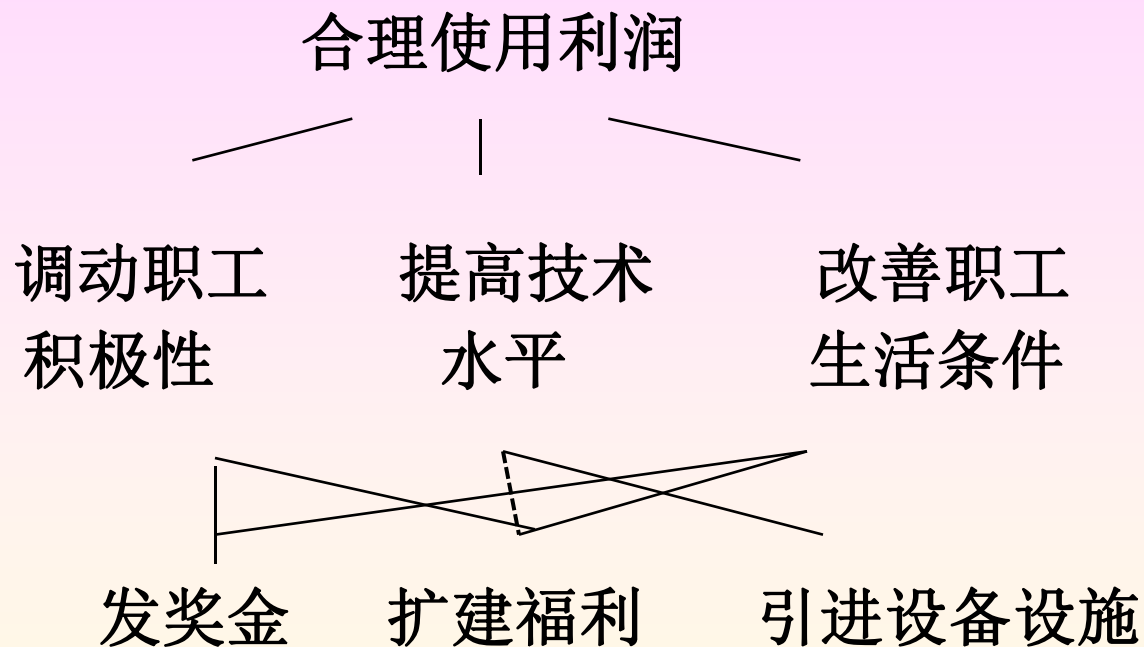 合理使用利润
调动职工 提高技术 改善职工
积极性 水平 生活条件
发奖金 扩建福利 引进设备设施